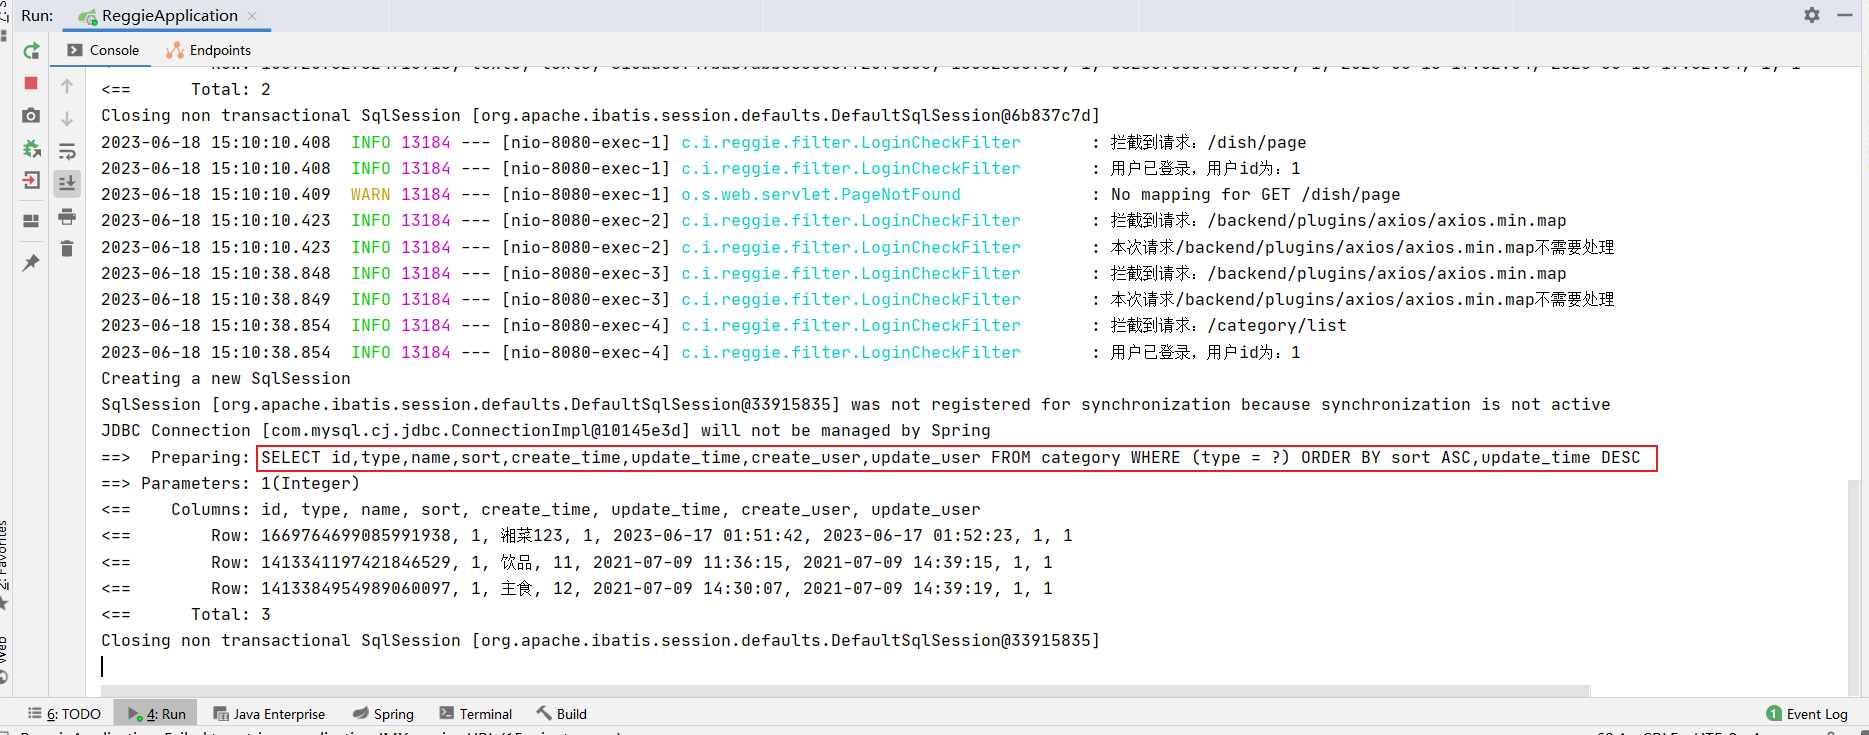 Run: ReggieApplication
Console Endpoints
<==      Total: 2
Closing non transactional SqlSession [org.apache.ibatis.session.defaults.DefaultSqlSession@6b837c7d]
2023-06-18 15:10:10.408  INFO 13184 --- [nio-8080-exec-1] c.i.reggie.filter.LoginCheckFilter       : 拦截到请求：/dish/page
2023-06-18 15:10:10.408  INFO 13184 --- [nio-8080-exec-1] c.i.reggie.filter.LoginCheckFilter       : 用户已登录，用户id为：1
2023-06-18 15:10:10.409  WARN 13184 --- [nio-8080-exec-1] o.s.web.servlet.PageNotFound             : No mapping for GET /dish/page
2023-06-18 15:10:10.423  INFO 13184 --- [nio-8080-exec-2] c.i.reggie.filter.LoginCheckFilter       : 拦截到请求：/backend/plugins/axios/axios.min.map
2023-06-18 15:10:10.423  INFO 13184 --- [nio-8080-exec-2] c.i.reggie.filter.LoginCheckFilter       : 本次请求/backend/plugins/axios/axios.min.map不需要处理
2023-06-18 15:10:38.848  INFO 13184 --- [nio-8080-exec-3] c.i.reggie.filter.LoginCheckFilter       : 拦截到请求：/backend/plugins/axios/axios.min.map
2023-06-18 15:10:38.849  INFO 13184 --- [nio-8080-exec-3] c.i.reggie.filter.LoginCheckFilter       : 本次请求/backend/plugins/axios/axios.min.map不需要处理
2023-06-18 15:10:38.854  INFO 13184 --- [nio-8080-exec-4] c.i.reggie.filter.LoginCheckFilter       : 拦截到请求：/category/list
2023-06-18 15:10:38.854  INFO 13184 --- [nio-8080-exec-4] c.i.reggie.filter.LoginCheckFilter       : 用户已登录，用户id为：1
Creating a new SqlSession
SqlSession [org.apache.ibatis.session.defaults.DefaultSqlSession@33915835] was not registered for synchronization because synchronization is not active
JDBC Connection [com.mysql.cj.jdbc.ConnectionImpl@10145e3d] will not be managed by Spring
==>  Preparing: SELECT id,type,name,sort,create_time,update_time,create_user,update_user FROM category WHERE (type = ?) ORDER BY sort ASC,update_time DESC
==> Parameters: 1(Integer)
<==    Columns: id, type, name, sort, create_time, update_time, create_user, update_user
<==        Row: 1669764699085991938, 1, 湘菜123, 1, 2023-06-17 01:51:42, 2023-06-17 01:52:23, 1, 1
<==        Row: 1413341197421846529, 1, 饮品, 11, 2021-07-09 11:36:15, 2021-07-09 14:39:15, 1, 1
<==        Row: 1413384954989060097, 1, 主食, 12, 2021-07-09 14:30:07, 2021-07-09 14:39:19, 1, 1
<==      Total: 3
Closing non transactional SqlSession [org.apache.ibatis.session.defaults.DefaultSqlSession@33915835]
2: Favorites
Web
6: TODO 4: Run Java Enterprise Spring Terminal Build 1 Event Log